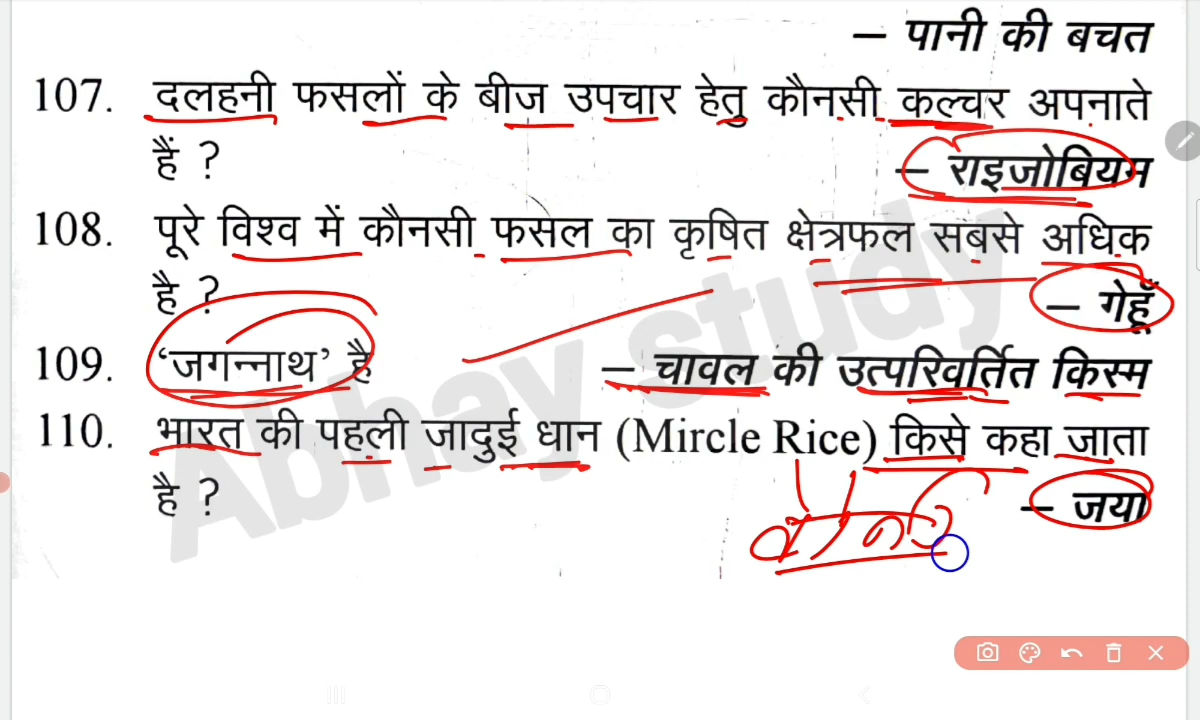 – पानी की बचत
107. दलहनी फसलों के बीज उपचार हेतु कौनसी कल्चर अपनाते
हैं ?
– राइजोबियम
108. पूरे विश्व में कौनसी फसल का कृषित क्षेत्रफल सबसे अधिक
है ?
– गेहूँ
109. ‘जगन्नाथ’ है – चावल की उत्परिवर्तित किस्म
110. भारत की पहली जादुई धान (Mircle Rice) किसे कहा जाता
है ? – जया
Abhay study